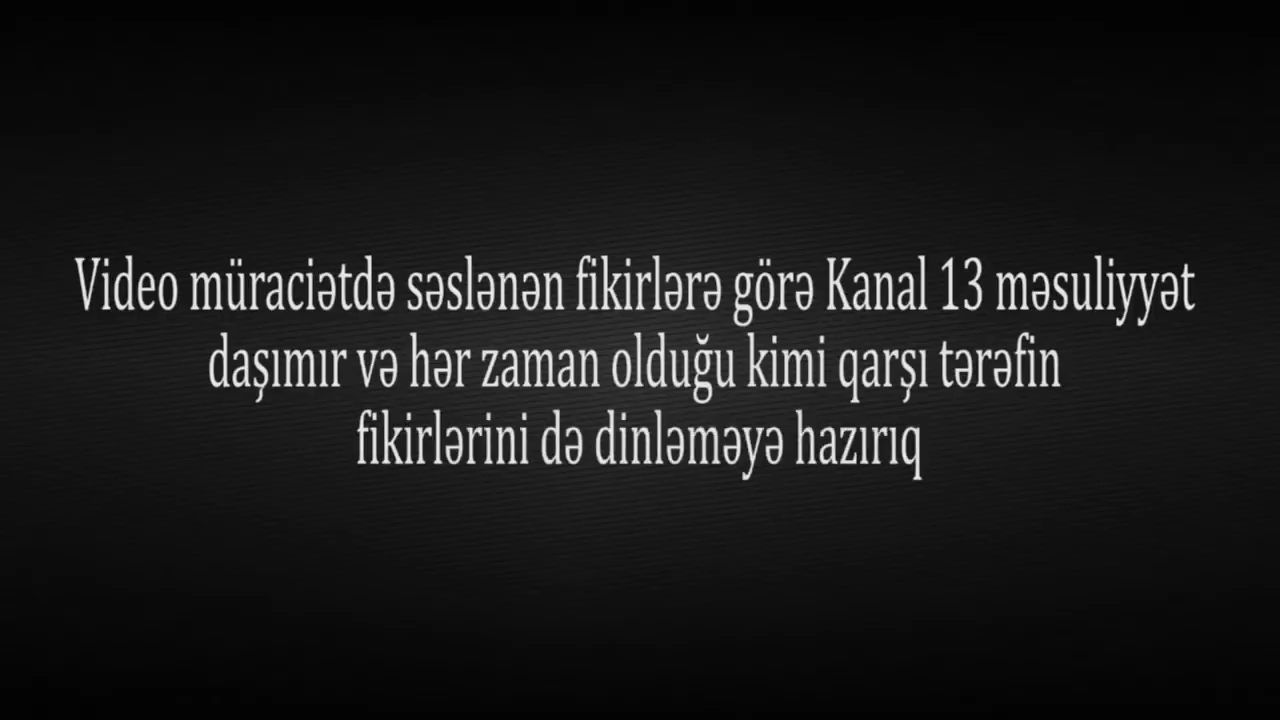 Video müraciətdə səslənən fikirlərə görə Kanal 13 məsuliyyət
daşımır və hər zaman olduğu kimi qarşı tərəfin
fikirlərini də dinləməyə hazırıq